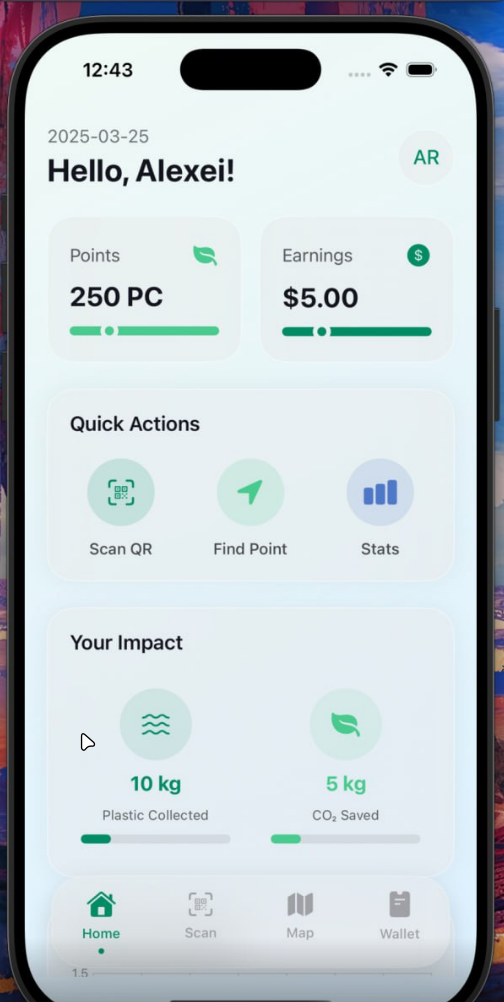 12:43
2025-03-25
Hello, Alexei!
AR
Points
250 PC
Earnings
$
$5.00
Quick Actions
Scan QR
Find Point
Stats
Your Impact
10 kg
Plastic Collected
5 kg
CO₂ Saved
Home
Scan
Map
Wallet
1.5